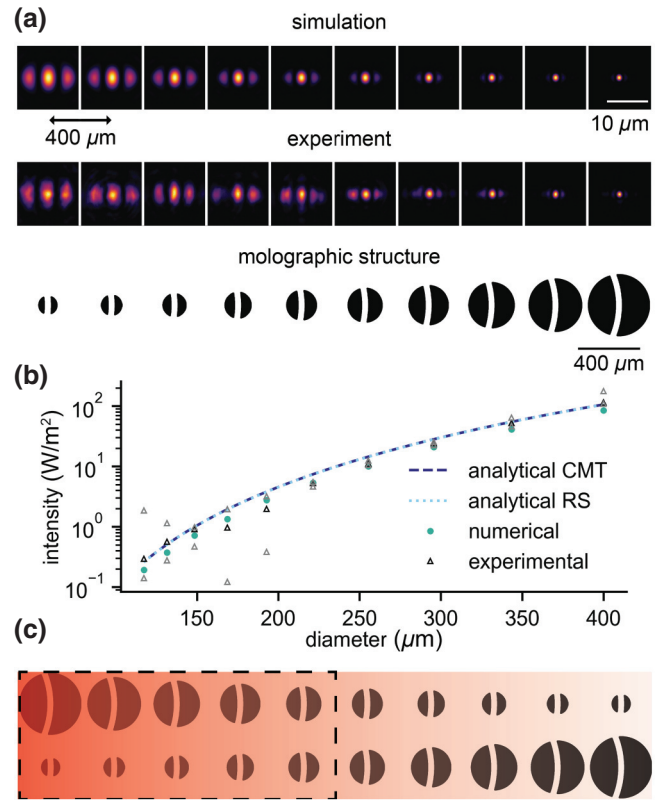 (a)
simulation
400 µm
10 µm
experiment
molographic structure
400 µm
(b)
intensity (W/m²)
10²
10¹
10⁰
10⁻¹
analytical CMT
analytical RS
numerical
experimental
150 200 250 300 350 400
diameter (µm)
(c)